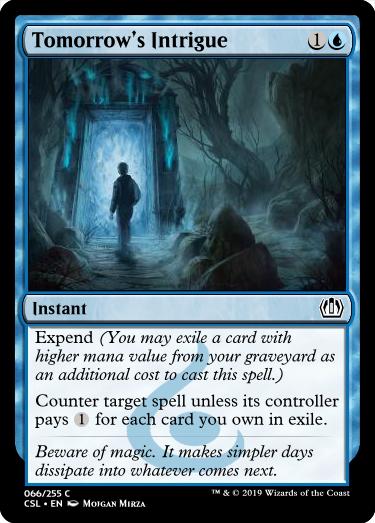 Tomorrow's Intrigue 1
Instant
Expend (You may exile a card with
higher mana value from your graveyard as
an additional cost to cast this spell.)
Counter target spell unless its controller
pays 1 for each card you own in exile.
Beware of magic. It makes simpler days
dissipate into whatever comes next.
066/255 C
CSL • EN Mojgan Mirza
™ & © 2019 Wizards of the Coast